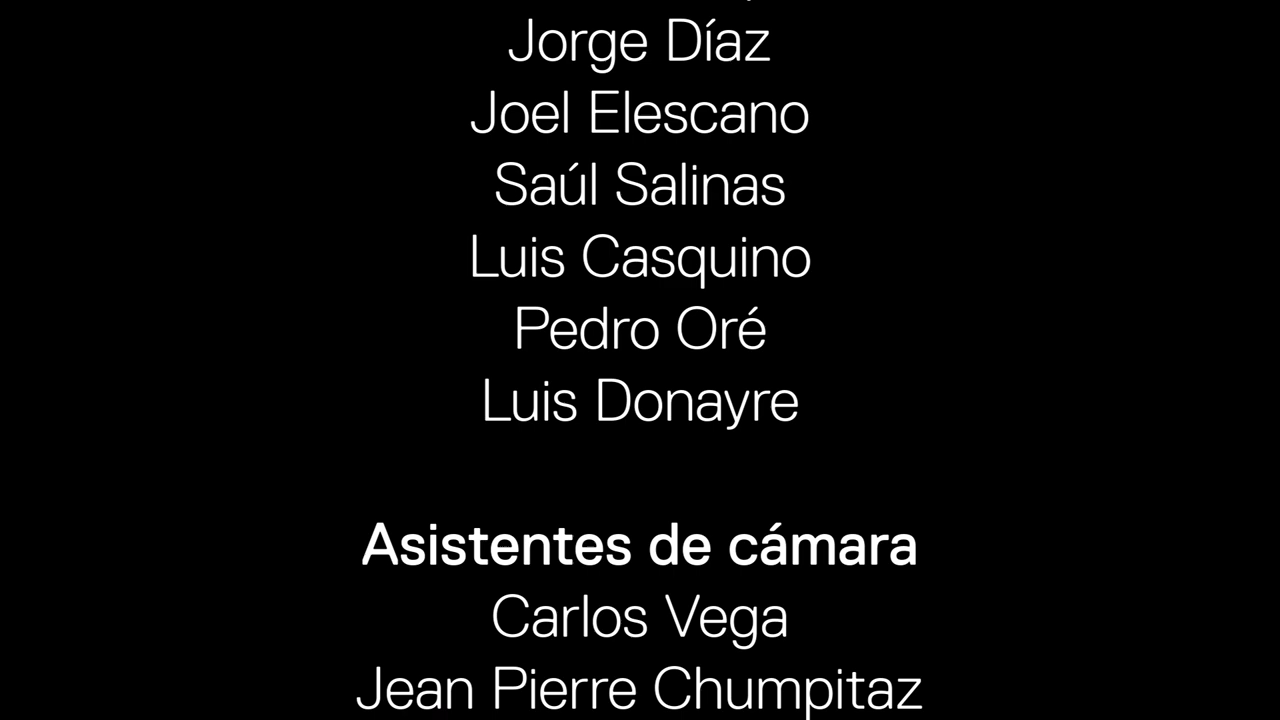 Jorge Díaz
Joel Elescano
Saúl Salinas
Luis Casquino
Pedro Oré
Luis Donayre
Asistentes de cámara
Carlos Vega
Jean Pierre Chumpitaz